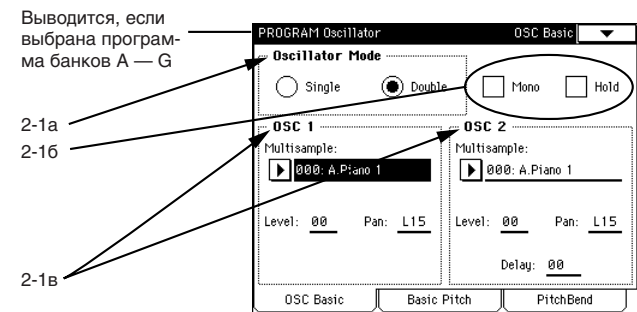 Выводится, если
выбрана програм-
ма банков А — G
PROGRAM Oscillator OSC Basic
Oscillator Mode
Single Double Mono Hold
2-1а
2-1б
OSC 1 OSC 2
Multisample: Multisample:
000: A.Piano 1 000: A.Piano 1
Level: 00 Pan: L15 Level: 00 Pan: L15
Delay: 00
2-1в
OSC Basic Basic Pitch PitchBend